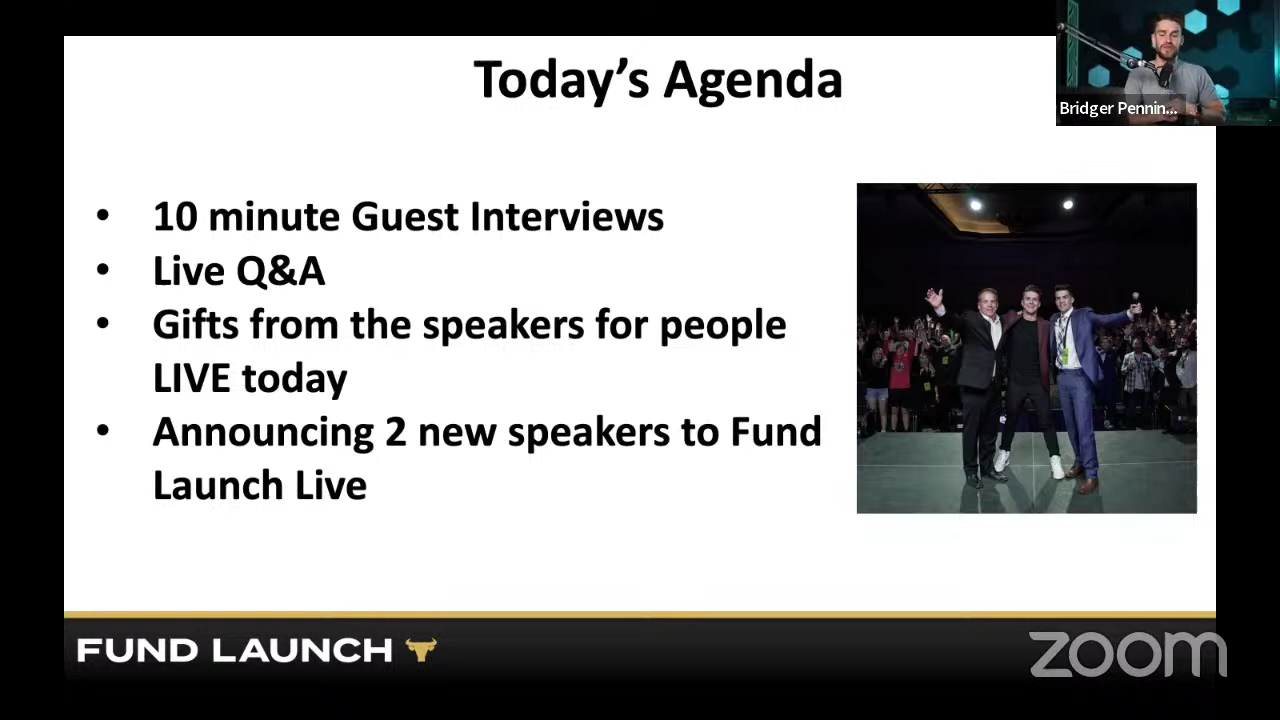 Today's Agenda
Bridger Pennin...
• 10 minute Guest Interviews
• Live Q&A
• Gifts from the speakers for people
LIVE today
• Announcing 2 new speakers to Fund
Launch Live
FUND LAUNCH
zoom